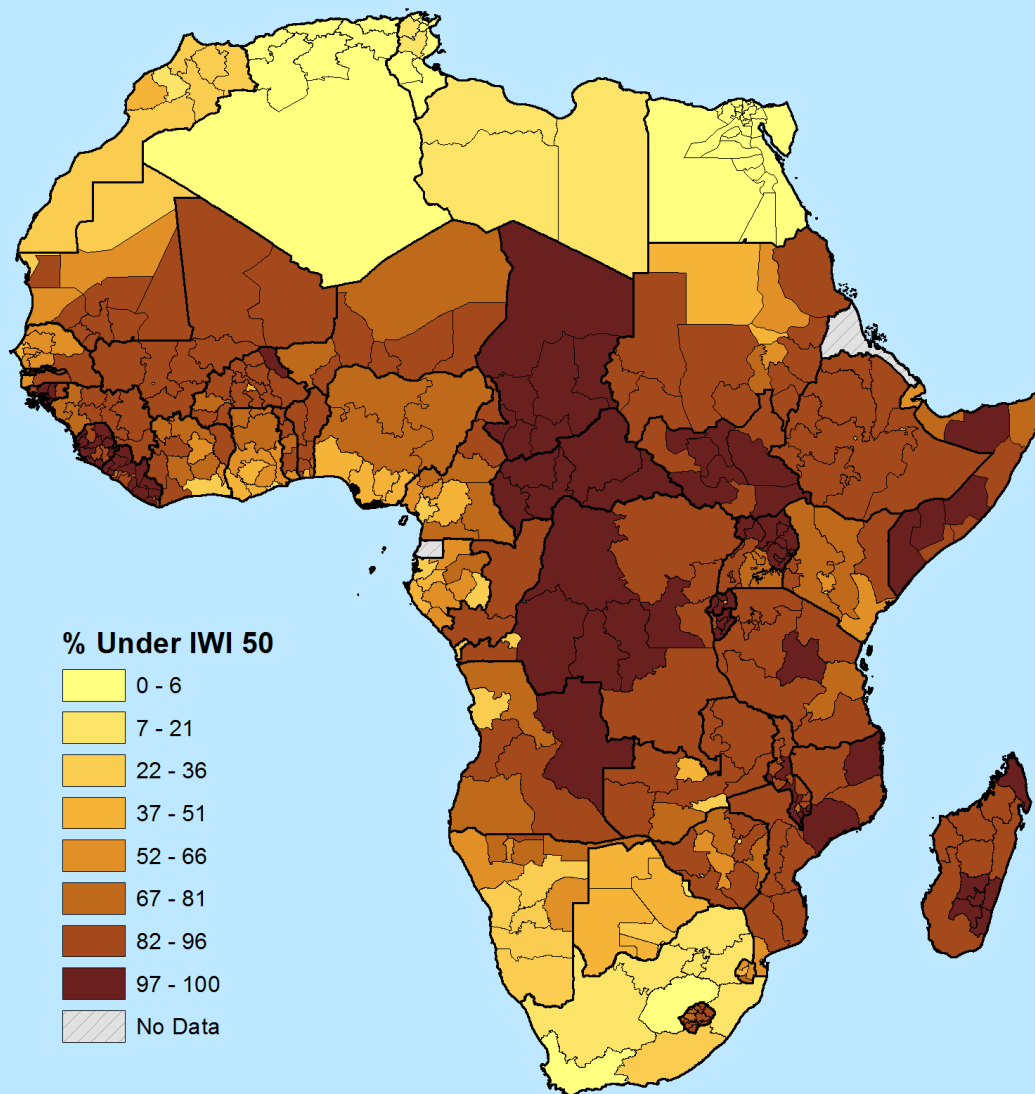 % Under IWI 50
0 - 6
7 - 21
22 - 36
37 - 51
52 - 66
67 - 81
82 - 96
97 - 100
No Data